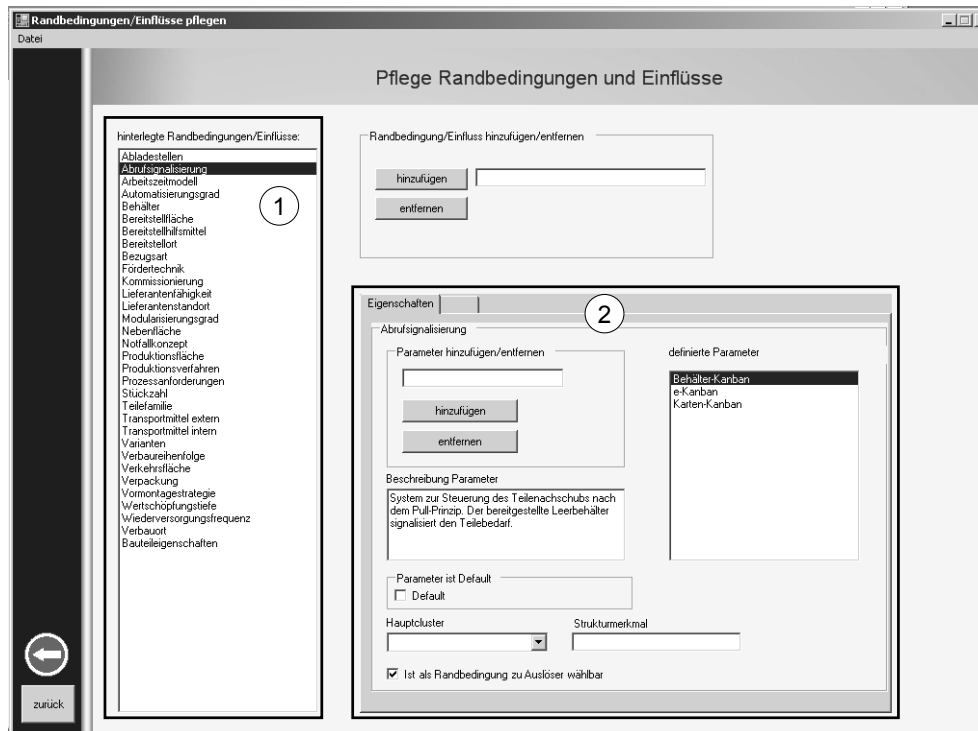 Randbedingungen/Einflüsse pflegen
Datei
Pflege Randbedingungen und Einflüsse
hinterlegte Randbedingungen/Einflüsse:
Abladestellen
Abrufsignalisierung
Arbeitszeitmodell
Automatisierungsgrad
Behälter
Bereitstellfläche
Bereitstellhilfsmittel
Bereitstellort
Bezugsart
Fördertechnik
Kommissionierung
Lieferantenfähigkeit
Lieferantenstandort
Modularisierungsgrad
Nebenfläche
Notfallkonzept
Produktionsfläche
Produktionsverfahren
Prozessanforderungen
Stückzahl
Teilefamilie
Transportmittel extern
Transportmittel intern
Varianten
Verbaureihenfolge
Verkehrsfläche
Verpackung
Vormontagestrategie
Wertschöpfungstiefe
Wiederversorgungsfrequenz
Verbauort
Bauteileigenschaften
1
zurück
Randbedingung/Einfluss hinzufügen/entfernen
hinzufügen
entfernen
Eigenschaften
2
Abrufsignalisierung
Parameter hinzufügen/entfernen
hinzufügen
entfernen
definierte Parameter
Behälter-Kanban
e-Kanban
Karten-Kanban
Beschreibung Parameter
System zur Steuerung des Teilenachschubs nach
dem Pull-Prinzip. Der bereitgestellte Leerbehälter
signalisiert den Teilebedarf.
Parameter ist Default
Default
Hauptcluster
Strukturmerkmal
Ist als Randbedingung zu Auslöser wählbar